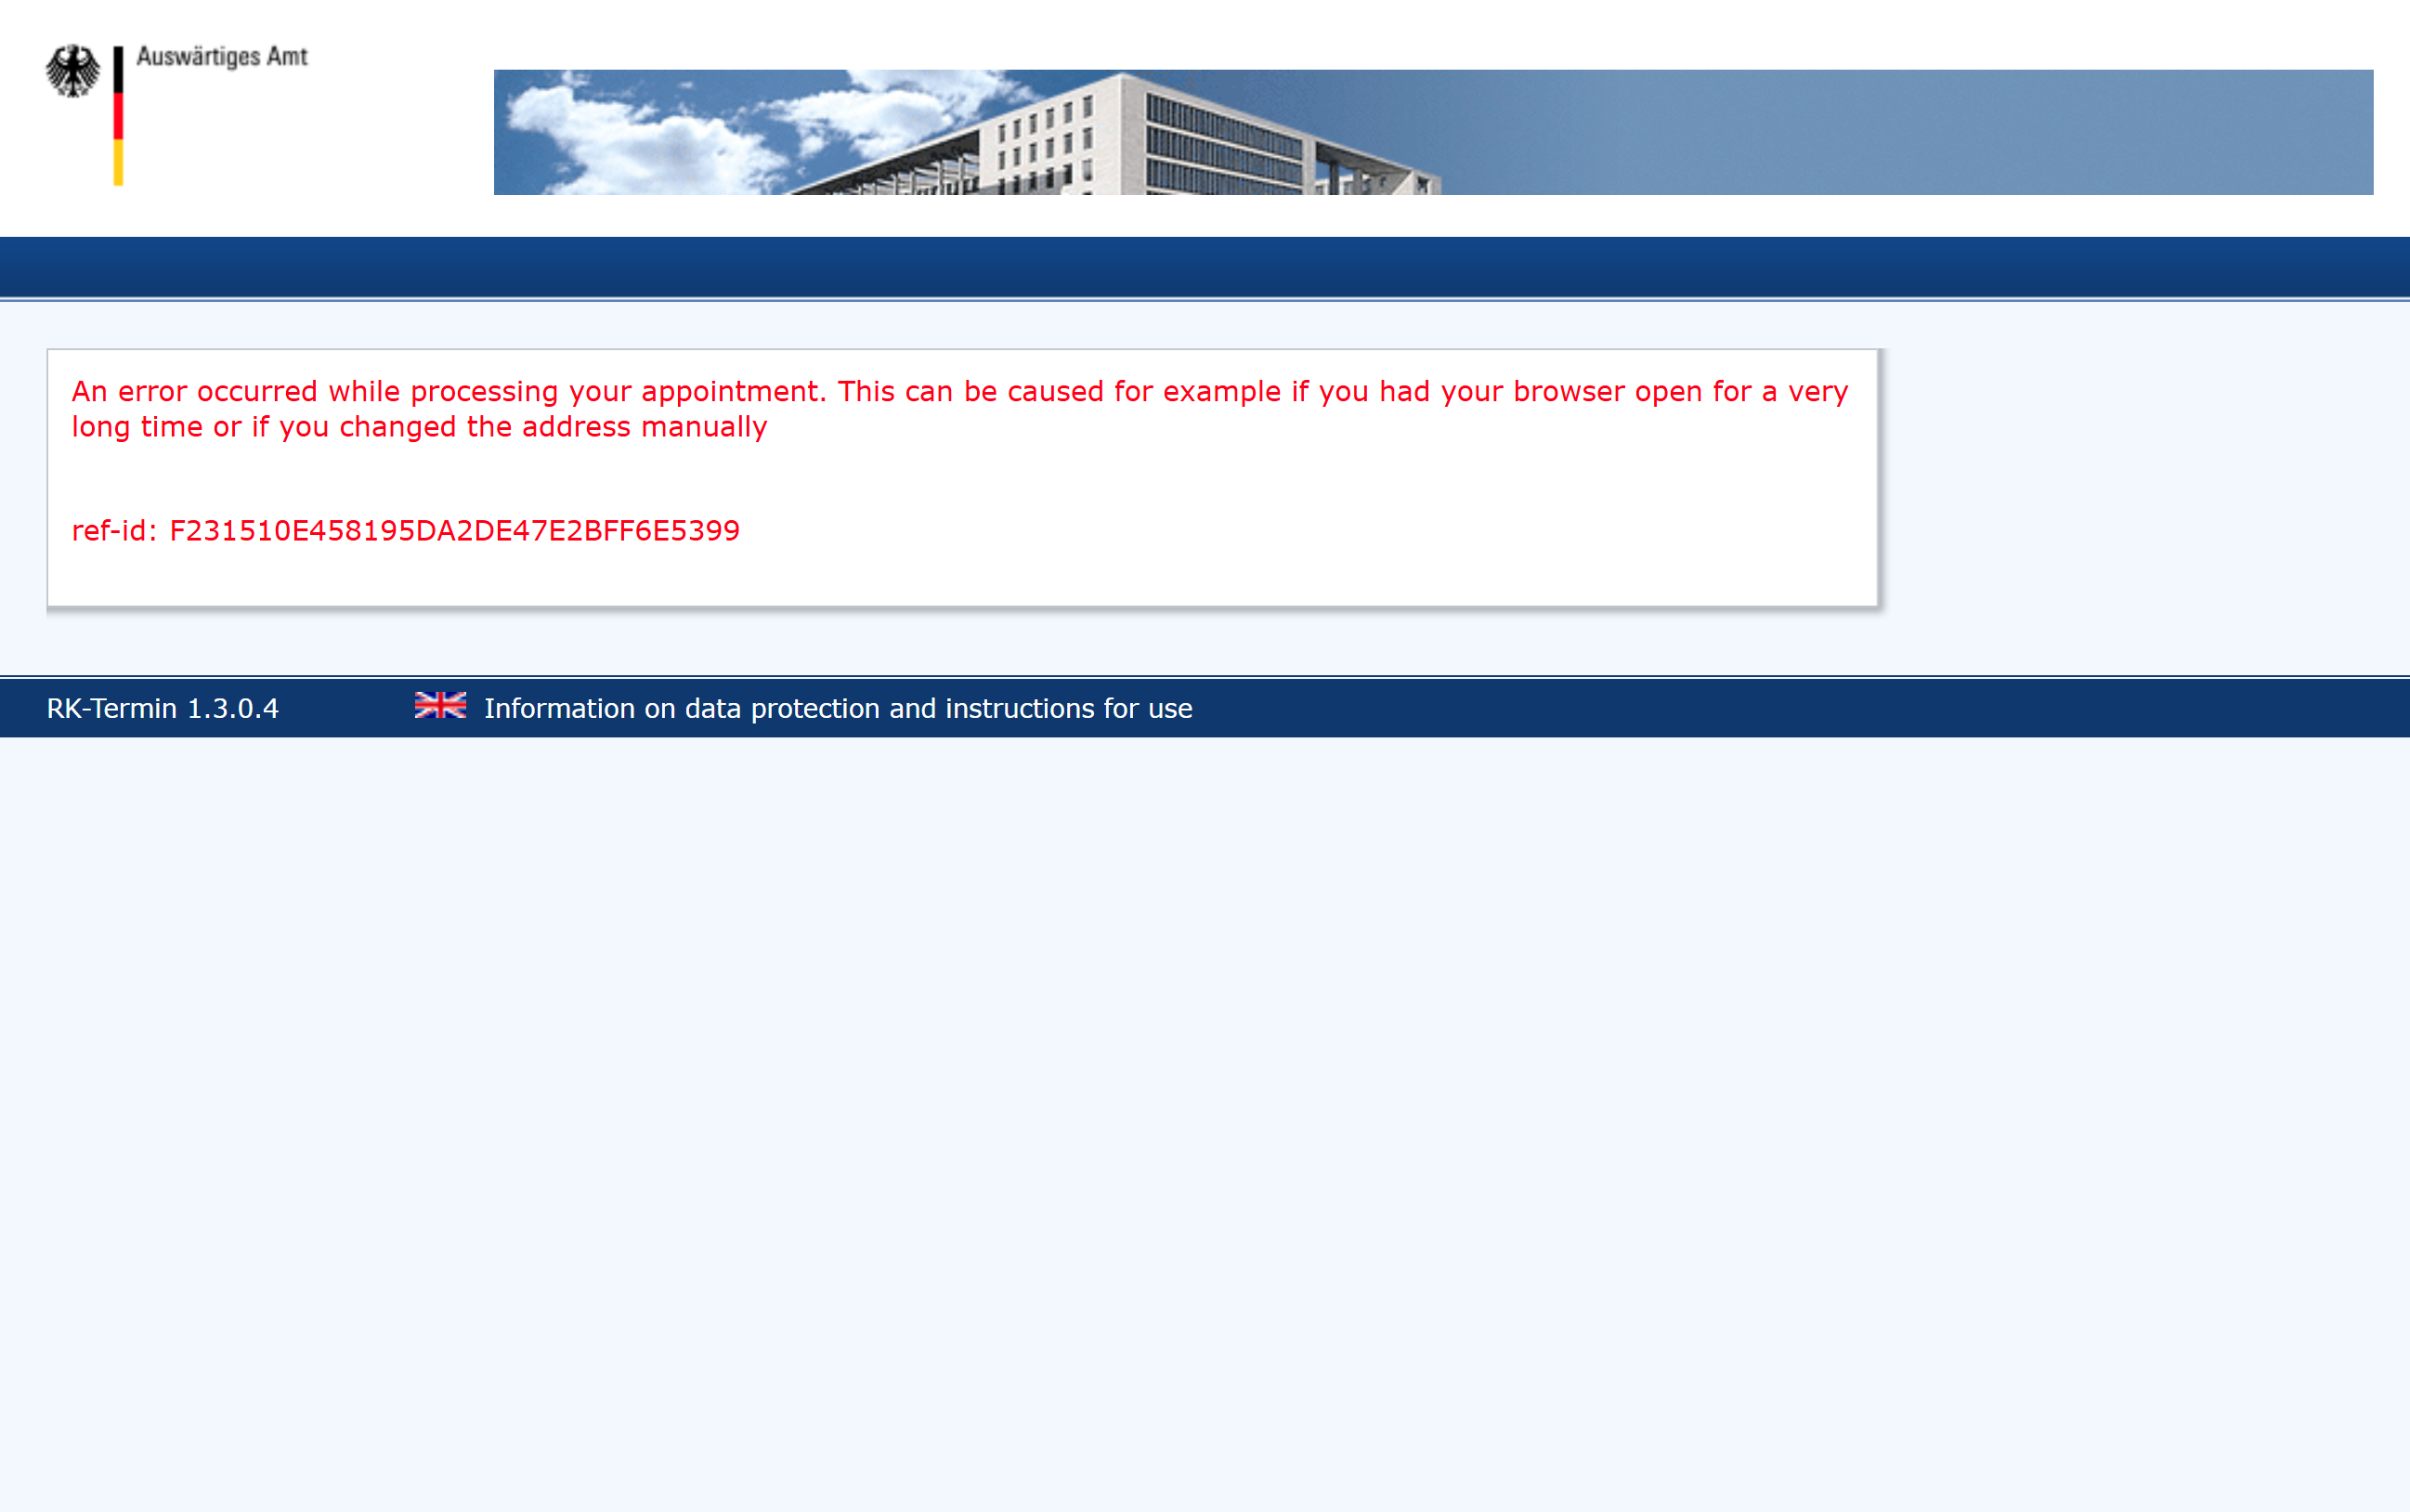 Auswärtiges Amt
An error occurred while processing your appointment. This can be caused for example if you had your browser open for a very
long time or if you changed the address manually
ref-id: F231510E458195DA2DE47E2BFF6E5399
RK-Termin 1.3.0.4 Information on data protection and instructions for use